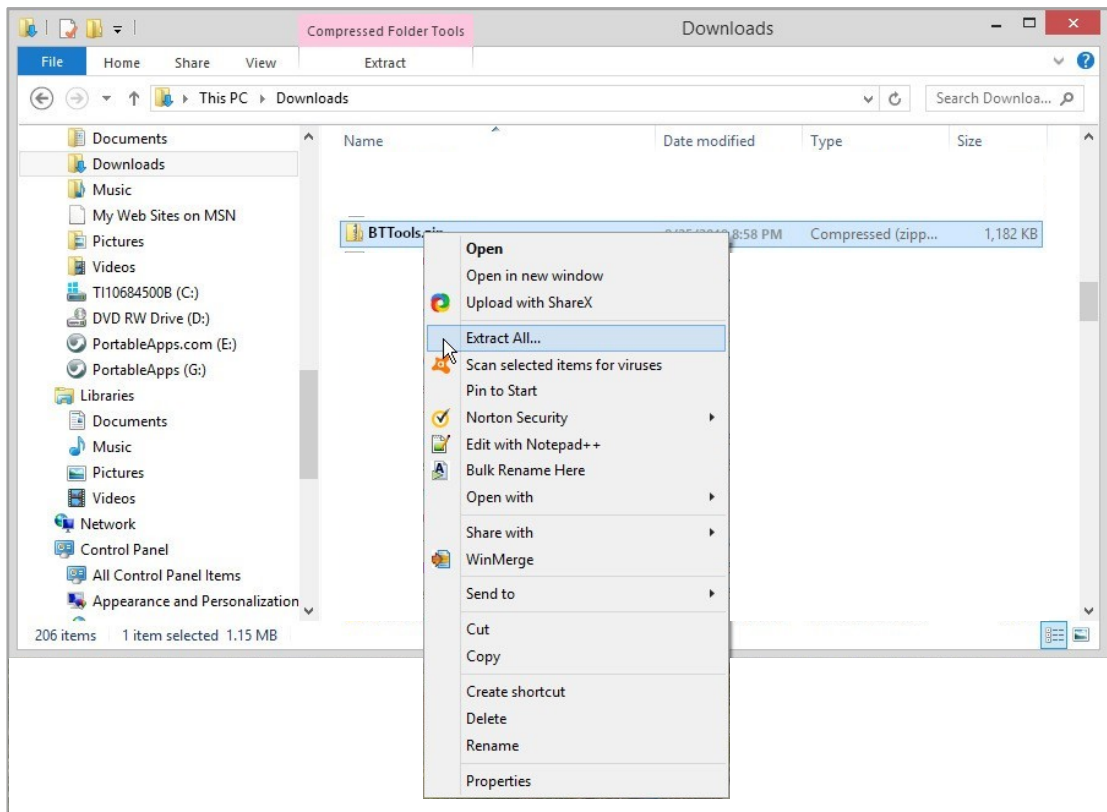 Compressed Folder Tools
Downloads
File Home Share View Extract
This PC Downloads
Search Downloa...
Name Date modified Type Size
Documents
Downloads
Music
My Web Sites on MSN
Pictures
Videos
TI10684500B (C:)
DVD RW Drive (D:)
PortableApps.com (E:)
PortableApps (G:)
Libraries
Documents
Music
Pictures
Videos
Network
Control Panel
All Control Panel Items
Appearance and Personalization
BTTools.zip 8:58 PM Compressed (zipp... 1,182 KB
Open
Open in new window
Upload with ShareX
Extract All...
Scan selected items for viruses
Pin to Start
Norton Security
Edit with Notepad++
Bulk Rename Here
Open with
Share with
WinMerge
Send to
Cut
Copy
Create shortcut
Delete
Rename
Properties
206 items 1 item selected 1.15 MB